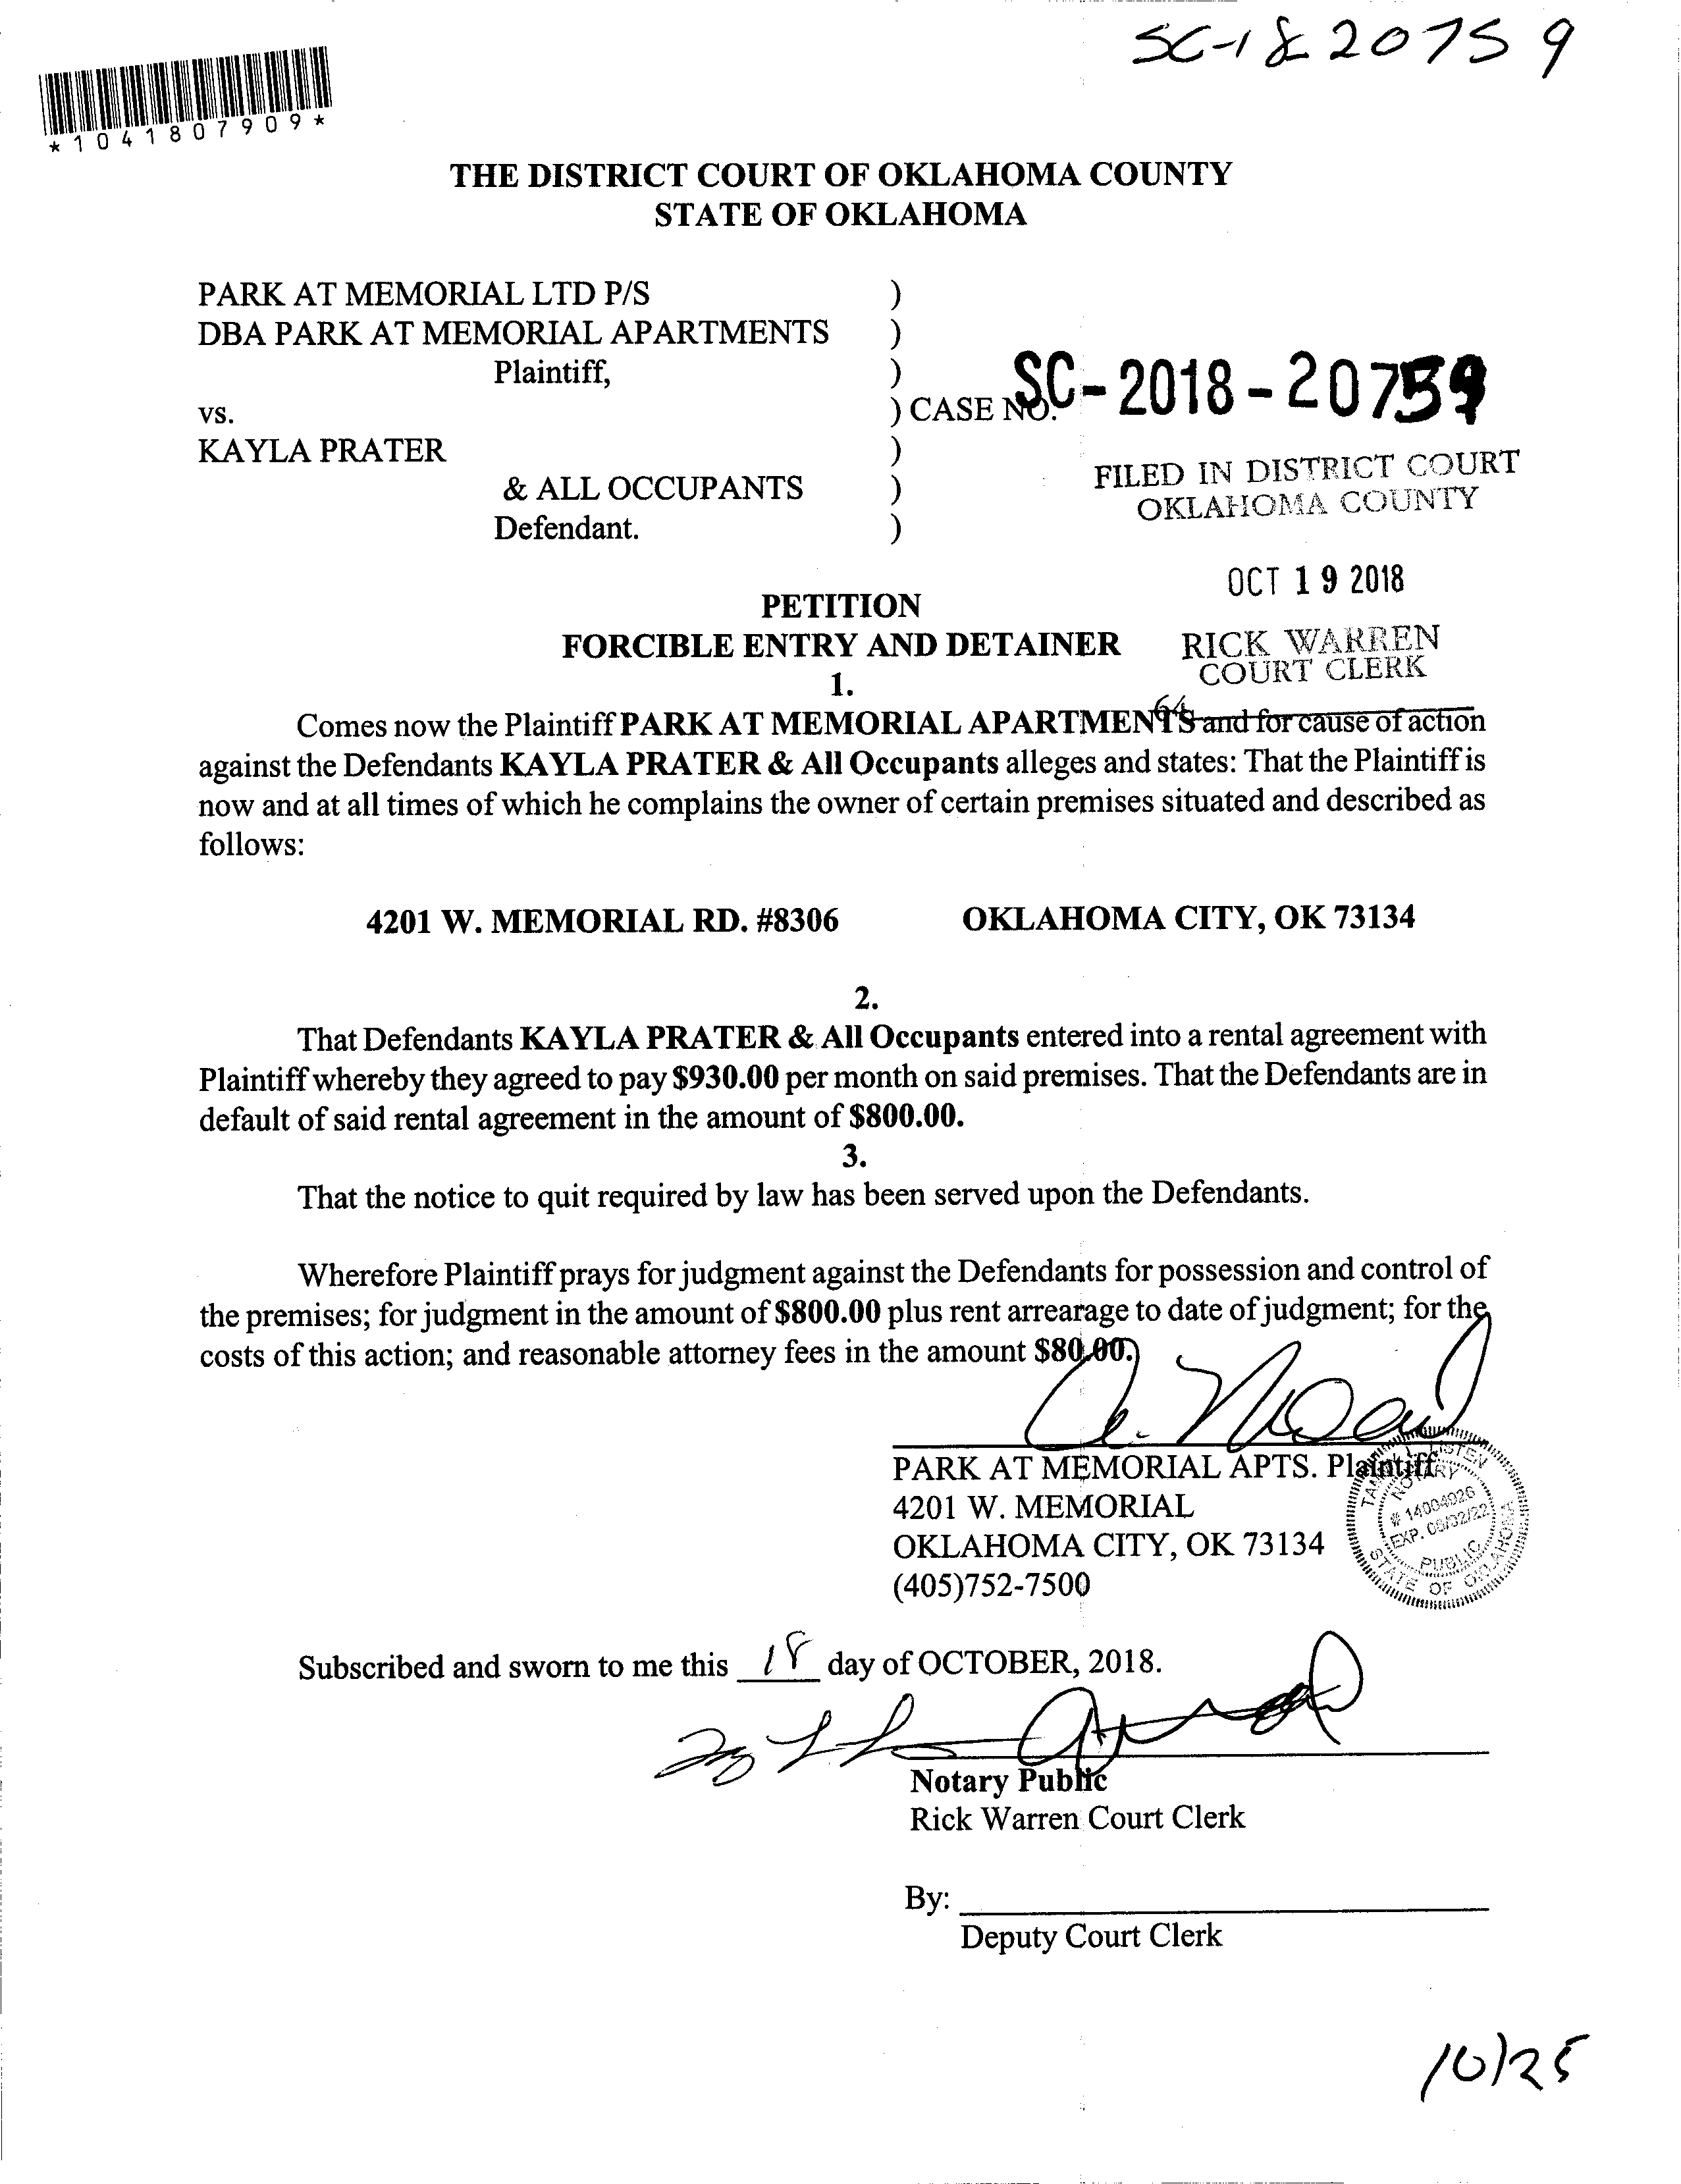 SC-18 20759
*1041807909*
THE DISTRICT COURT OF OKLAHOMA COUNTY
STATE OF OKLAHOMA
PARK AT MEMORIAL LTD P/S )
DBA PARK AT MEMORIAL APARTMENTS )
Plaintiff, )
vs. ) CASE NO. SC-2018-20759
KAYLA PRATER )
& ALL OCCUPANTS )
Defendant. )
FILED IN DISTRICT COURT
OKLAHOMA COUNTY
OCT 19 2018
RICK WARREN
COURT CLERK
64
PETITION
FORCIBLE ENTRY AND DETAINER
1.
Comes now the Plaintiff PARK AT MEMORIAL APARTMENTS and for cause of action
against the Defendants KAYLA PRATER & All Occupants alleges and states: That the Plaintiff is
now and at all times of which he complains the owner of certain premises situated and described as
follows:
4201 W. MEMORIAL RD. #8306 OKLAHOMA CITY, OK 73134
2.
That Defendants KAYLA PRATER & All Occupants entered into a rental agreement with
Plaintiff whereby they agreed to pay $930.00 per month on said premises. That the Defendants are in
default of said rental agreement in the amount of $800.00.
3.
That the notice to quit required by law has been served upon the Defendants.
Wherefore Plaintiff prays for judgment against the Defendants for possession and control of
the premises; for judgment in the amount of $800.00 plus rent arrearage to date of judgment; for the
costs of this action; and reasonable attorney fees in the amount $80.00.
PARK AT MEMORIAL APTS. Plaintiff
4201 W. MEMORIAL
OKLAHOMA CITY, OK 73134
(405)752-7500
NOTARY
# 14004026
PUBLIC
STATE OF OKLAHOMA
Subscribed and sworn to me this 18 day of OCTOBER, 2018.
Notary Public
Rick Warren Court Clerk
By:
Deputy Court Clerk
10/25